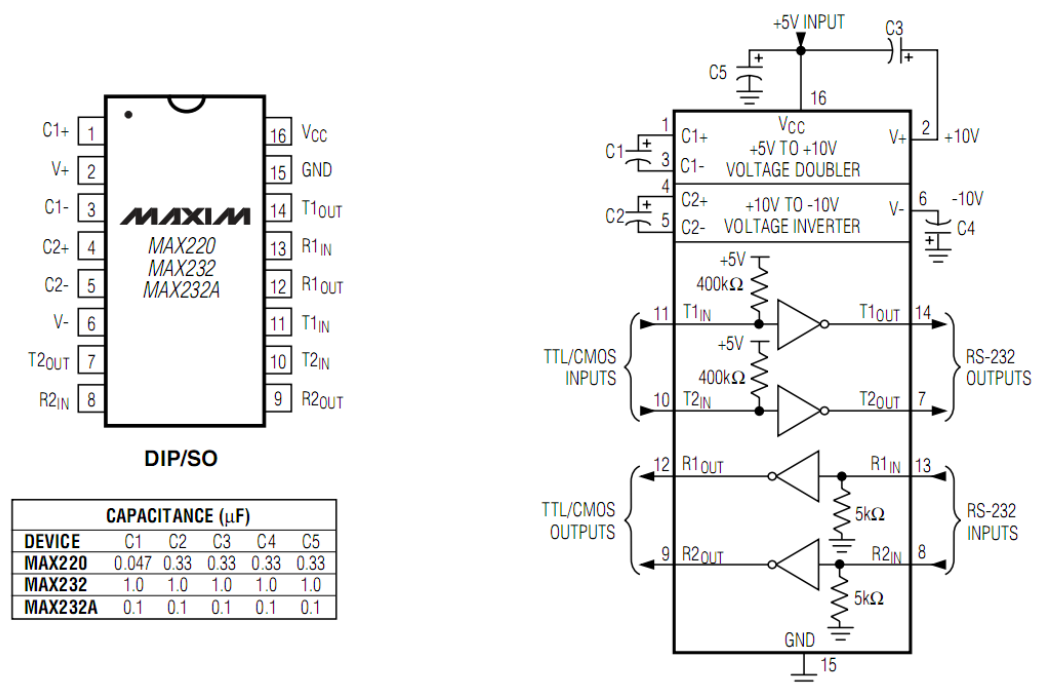 C1+ 1
V+ 2
C1- 3
C2+ 4
C2- 5
V- 6
T2OUT 7
R2IN 8
MAXIM
MAX220
MAX232
MAX232A
16 VCC
15 GND
14 T1OUT
13 R1IN
12 R1OUT
11 T1IN
10 T2IN
9 R2OUT
DIP/SO
CAPACITANCE (μF)
DEVICE C1 C2 C3 C4 C5
MAX220 0.047 0.33 0.33 0.33 0.33
MAX232 1.0 1.0 1.0 1.0 1.0
MAX232A 0.1 0.1 0.1 0.1 0.1
+5V INPUT
C3
+
+
C5
16
1
VCC
2
C1+
V+
+10V
+
C1
+5V TO +10V
3
C1-
VOLTAGE DOUBLER
4
C2+
6
-10V
+
+10V TO -10V
V-
C2
5
C2-
VOLTAGE INVERTER
C4
+
+5V
400kΩ
11 T1IN
T1OUT 14
TTL/CMOS
INPUTS
+5V
RS-232
OUTPUTS
400kΩ
10 T2IN
T2OUT 7
12 R1OUT
R1IN 13
TTL/CMOS
OUTPUTS
5kΩ
RS-232
INPUTS
9 R2OUT
R2IN 8
5kΩ
GND
15